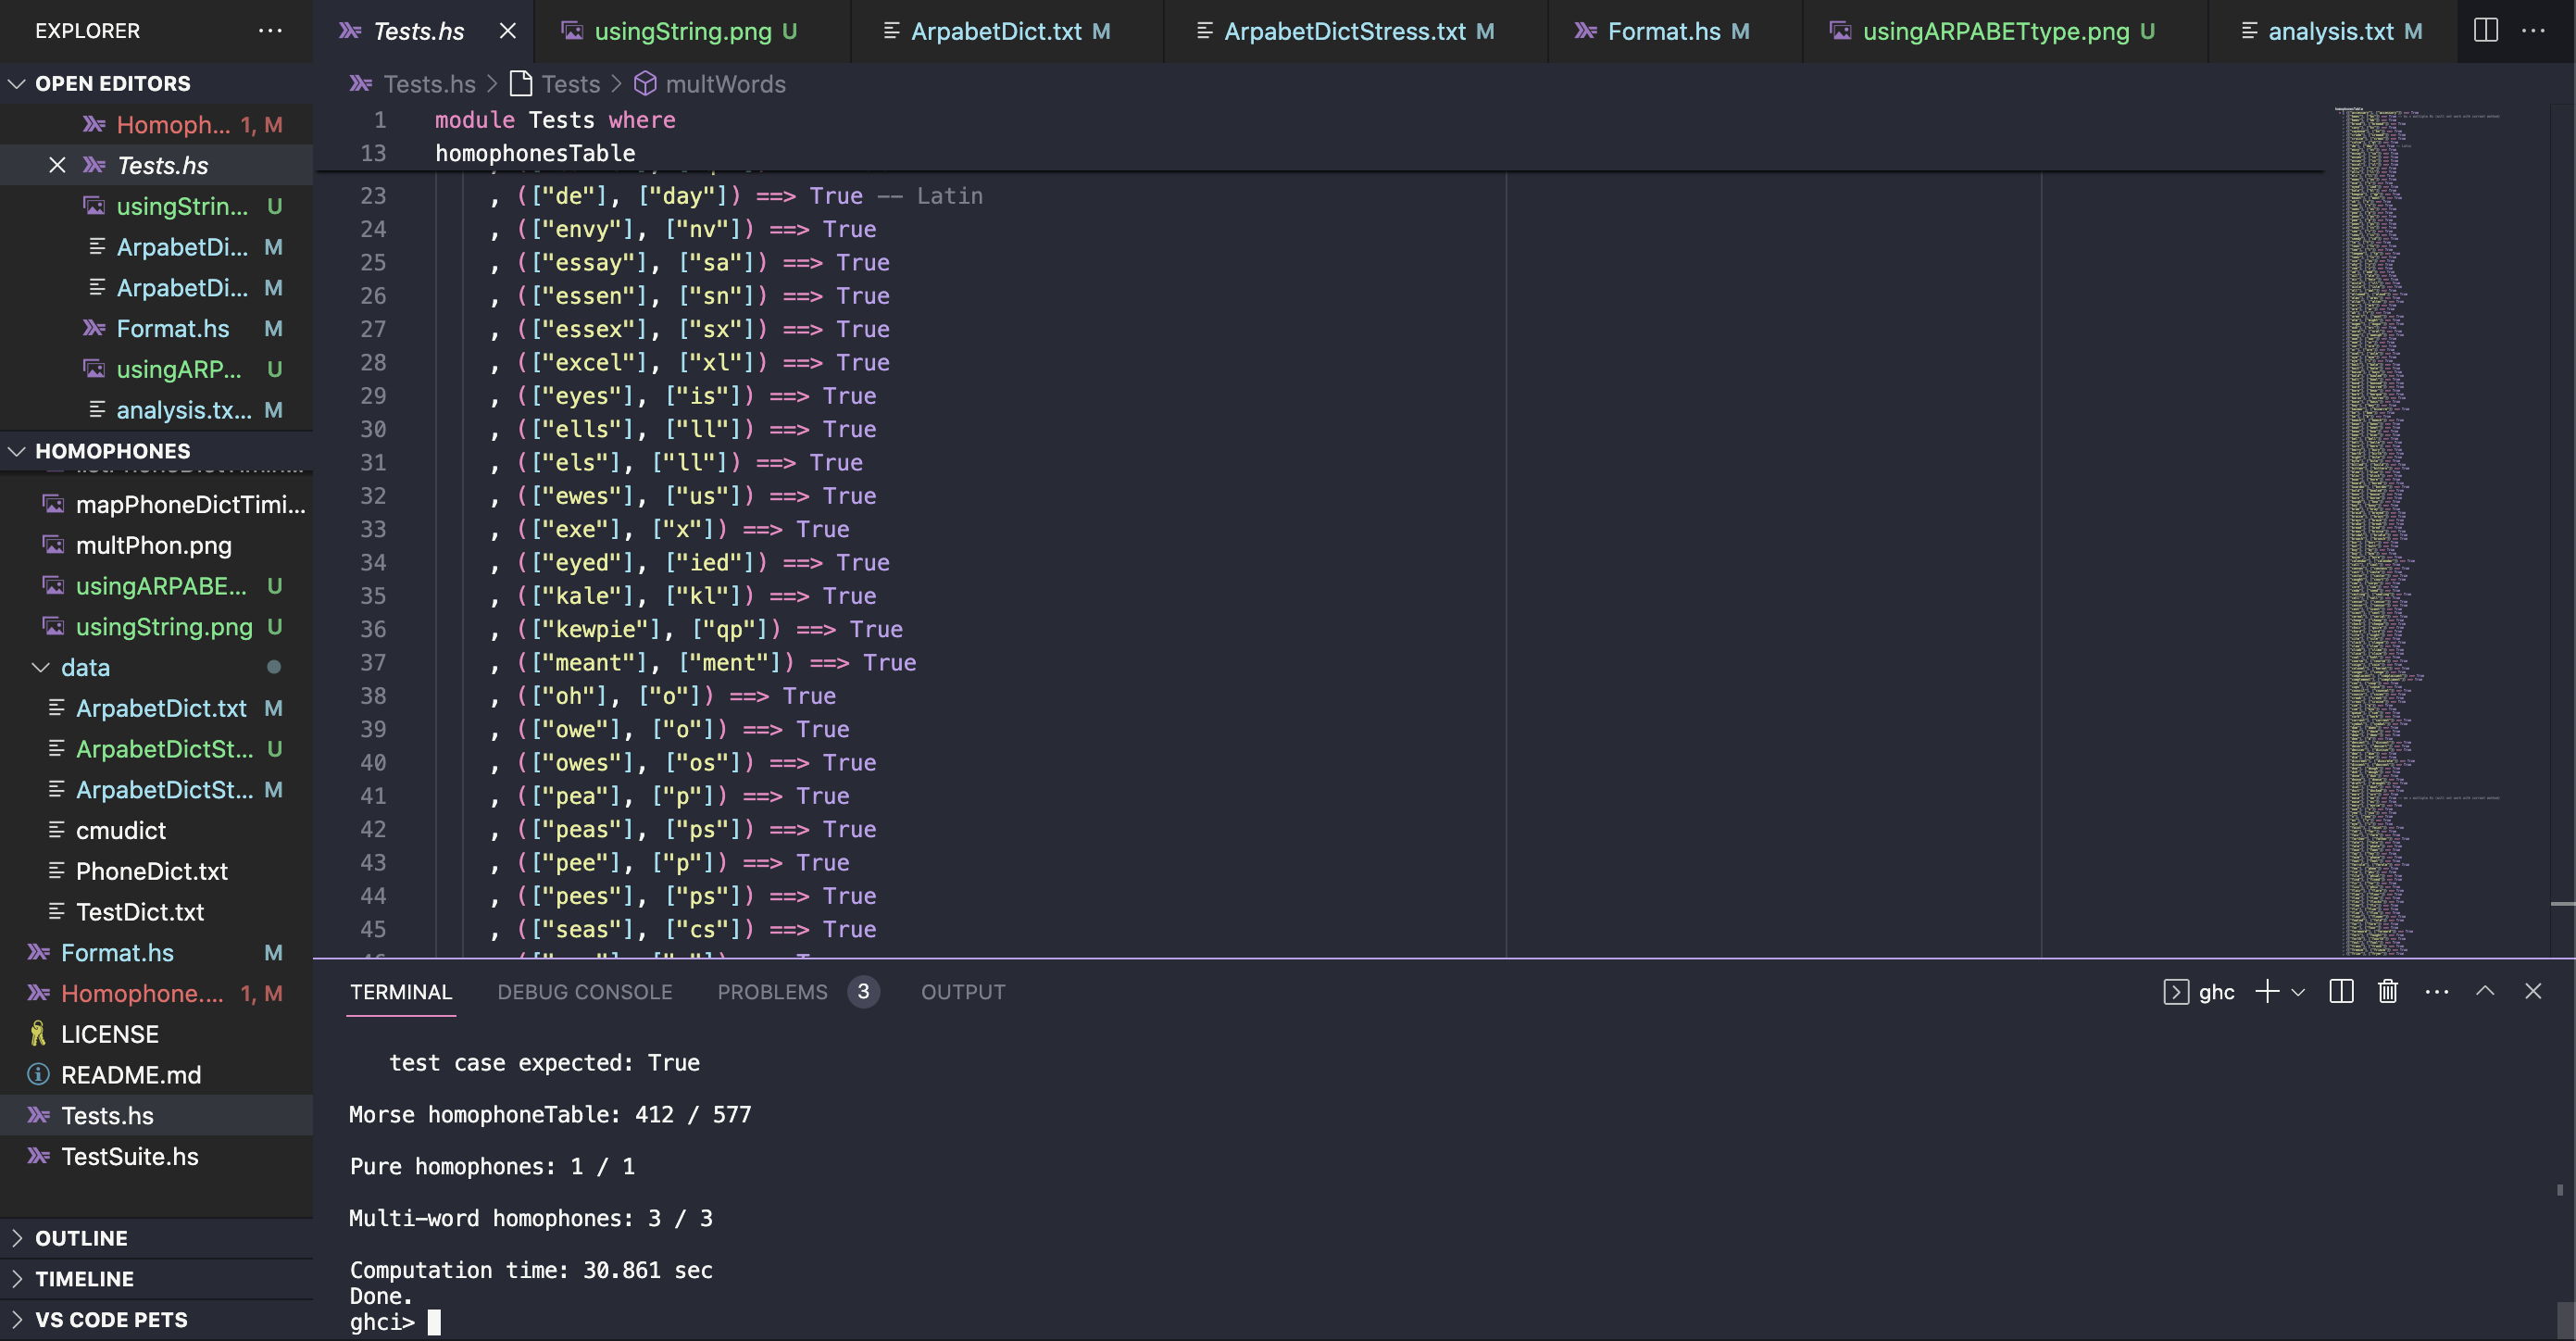 EXPLORER
OPEN EDITORS
Homoph... 1, M
Tests.hs
usingStrin... U
ArpabetDi... M
ArpabetDi... M
Format.hs M
usingARP... U
analysis.tx... M
HOMOPHONES
mapPhoneDictTimi...
multPhon.png
usingARPABE... U
usingString.png U
data
ArpabetDict.txt M
ArpabetDictSt... U
ArpabetDictSt... M
cmudict
PhoneDict.txt
TestDict.txt
Format.hs M
Homophone.... 1, M
LICENSE
README.md
Tests.hs
TestSuite.hs
OUTLINE
TIMELINE
VS CODE PETS
Tests.hs usingString.png U ArpabetDict.txt M ArpabetDictStress.txt M Format.hs M usingARPABETtype.png U analysis.txt M
Tests.hs > Tests > multWords
1 module Tests where
13 homophonesTable
23 , (["de"], ["day"]) ==> True -- Latin
24 , (["envy"], ["nv"]) ==> True
25 , (["essay"], ["sa"]) ==> True
26 , (["essen"], ["sn"]) ==> True
27 , (["essex"], ["sx"]) ==> True
28 , (["excel"], ["xl"]) ==> True
29 , (["eyes"], ["is"]) ==> True
30 , (["ells"], ["ll"]) ==> True
31 , (["els"], ["ll"]) ==> True
32 , (["ewes"], ["us"]) ==> True
33 , (["exe"], ["x"]) ==> True
34 , (["eyed"], ["ied"]) ==> True
35 , (["kale"], ["kl"]) ==> True
36 , (["kewpie"], ["qp"]) ==> True
37 , (["meant"], ["ment"]) ==> True
38 , (["oh"], ["o"]) ==> True
39 , (["owe"], ["o"]) ==> True
40 , (["owes"], ["os"]) ==> True
41 , (["pea"], ["p"]) ==> True
42 , (["peas"], ["ps"]) ==> True
43 , (["pee"], ["p"]) ==> True
44 , (["pees"], ["ps"]) ==> True
45 , (["seas"], ["cs"]) ==> True
TERMINAL DEBUG CONSOLE PROBLEMS 3 OUTPUT
ghc
test case expected: True
Morse homophoneTable: 412 / 577
Pure homophones: 1 / 1
Multi-word homophones: 3 / 3
Computation time: 30.861 sec
Done.
ghci>